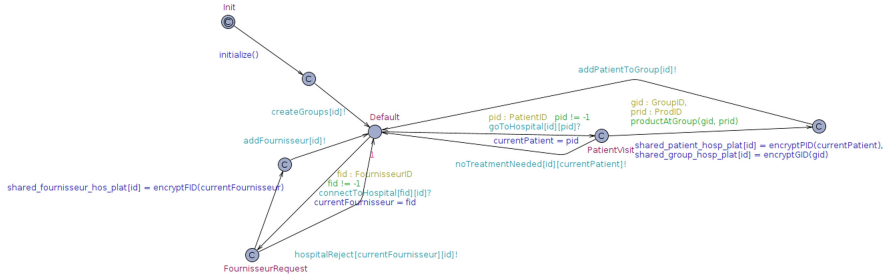 Init
C
initialize()
C
addPatientToGroup[id]!
createGroups[id]!
Default
pid : PatientID pid != -1
goToHospital[id][pid]?
gid : GroupID,
prid : ProdID
productAtGroup(gid, prid)
C
addFournisseur[id]!
C
currentPatient = pid
PatientVisit
shared_patient_hosp_plat[id] = encryptPID(currentPatient),
shared_group_hosp_plat[id] = encryptGID(gid)
1
noTreatmentNeeded[id][currentPatient]!
C
fid : FournisseurID
fid != -1
shared_fournisseur_hos_plat[id] = encryptFID(currentFournisseur)
connectToHospital[fid][id]?
currentFournisseur = fid
C
hospitalReject[currentFournisseur][id]!
FournisseurRequest